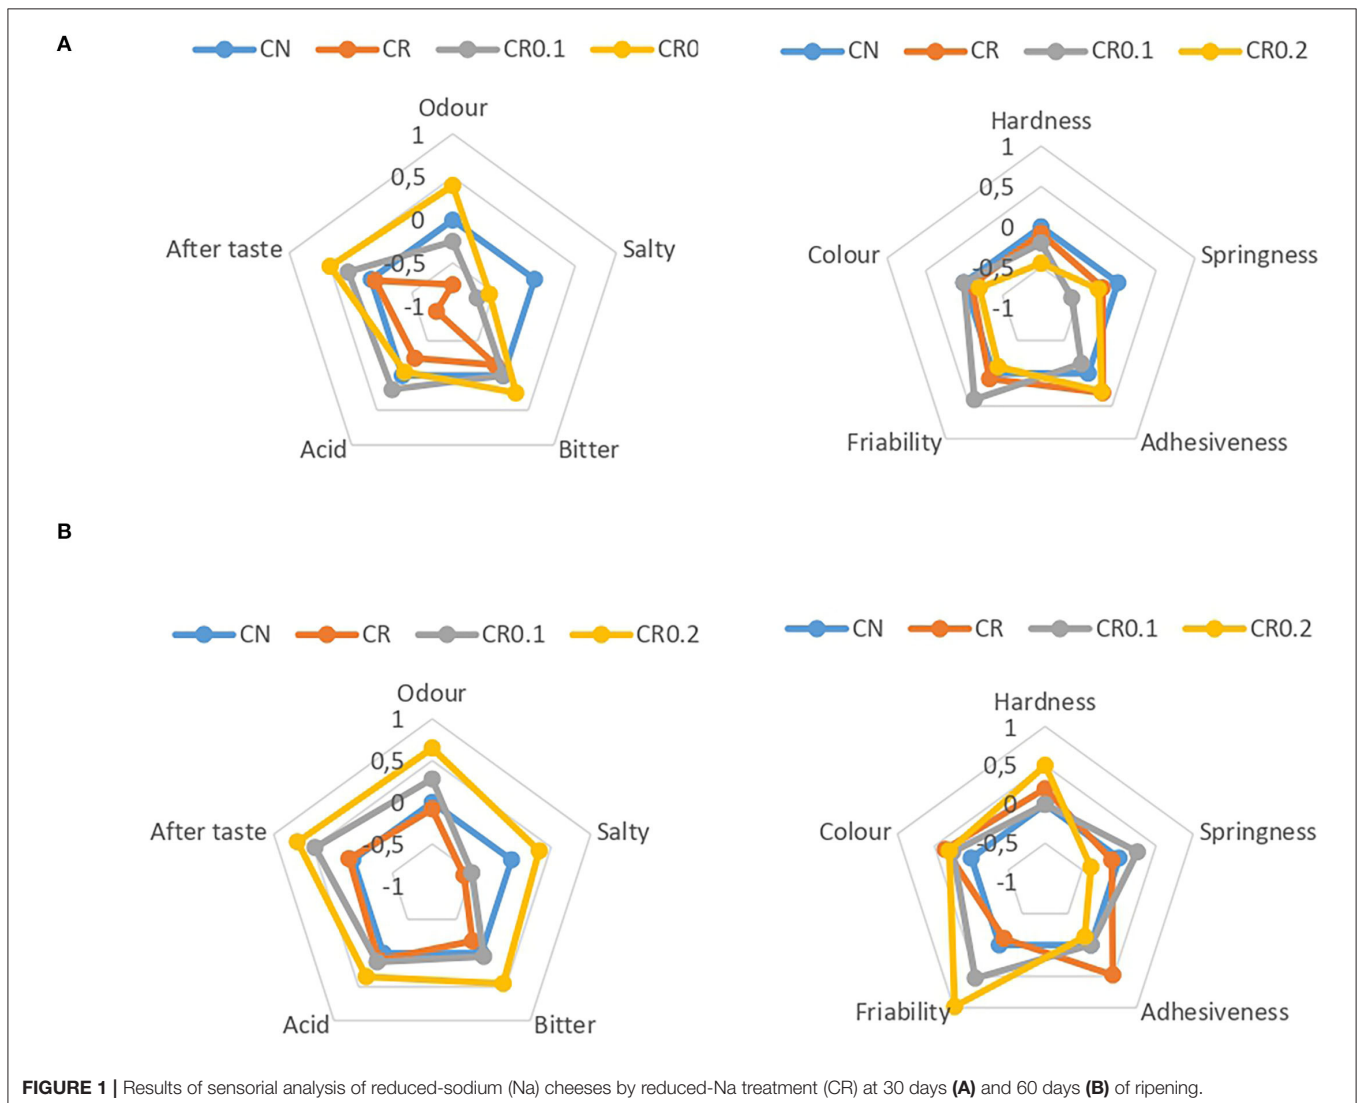 A
CN CR CR0.1 CR0
CN CR CR0.1 CR0.2
Odour
1
0,5
0
-0,5
-1
After taste
Salty
Acid
Bitter
Hardness
1
0,5
0
-0,5
-1
Colour
Springness
Friability
Adhesiveness
B
CN CR CR0.1 CR0.2
CN CR CR0.1 CR0.2
Odour
1
0,5
0
-0,5
-1
After taste
Salty
Acid
Bitter
Hardness
1
0,5
0
-0,5
-1
Colour
Springness
Friability
Adhesiveness
FIGURE 1 | Results of sensorial analysis of reduced-sodium (Na) cheeses by reduced-Na treatment (CR) at 30 days (A) and 60 days (B) of ripening.